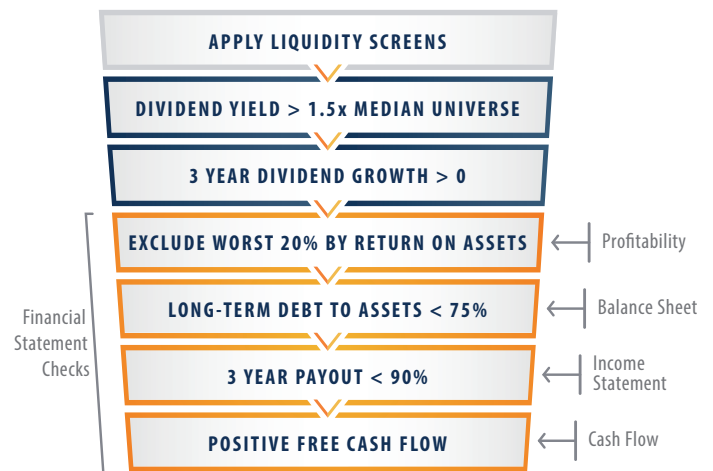 APPLY LIQUIDITY SCREENS
DIVIDEND YIELD > 1.5x MEDIAN UNIVERSE
3 YEAR DIVIDEND GROWTH > 0
EXCLUDE WORST 20% BY RETURN ON ASSETS
Profitability
LONG-TERM DEBT TO ASSETS < 75%
Balance Sheet
Financial
Statement
Checks
3 YEAR PAYOUT < 90%
Income
Statement
POSITIVE FREE CASH FLOW
Cash Flow